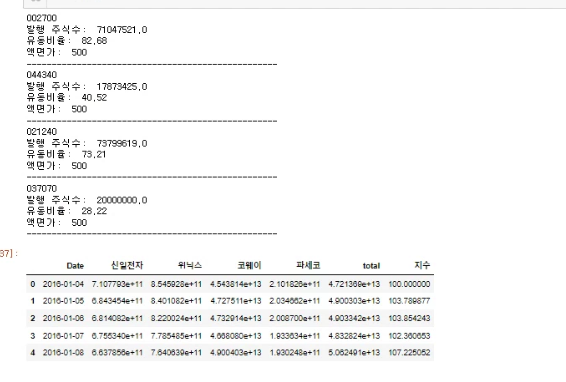 002700
발행 주식수: 71047521.0
유동비율: 82.68
액면가: 500
--------------------------------------------------
044340
발행 주식수: 17873425.0
유동비율: 40.52
액면가: 500
--------------------------------------------------
021240
발행 주식수: 73799619.0
유동비율: 73.21
액면가: 500
--------------------------------------------------
037070
발행 주식수: 20000000.0
유동비율: 28.22
액면가: 500
--------------------------------------------------
37]:
Date 신일전자 위닉스 코웨이 파세코 total 지수
0 2016-01-04 7.107793e+11 8.545928e+11 4.543814e+13 2.101826e+11 4.721369e+13 100.000000
1 2016-01-05 6.843454e+11 8.401082e+11 4.727511e+13 2.034662e+11 4.900303e+13 103.789877
2 2016-01-06 6.814082e+11 8.220024e+11 4.732914e+13 2.008700e+11 4.903342e+13 103.854243
3 2016-01-07 6.755340e+11 7.785485e+11 4.668080e+13 1.933634e+11 4.832824e+13 102.360653
4 2016-01-08 6.637856e+11 7.640639e+11 4.900403e+13 1.930248e+11 5.062491e+13 107.225052